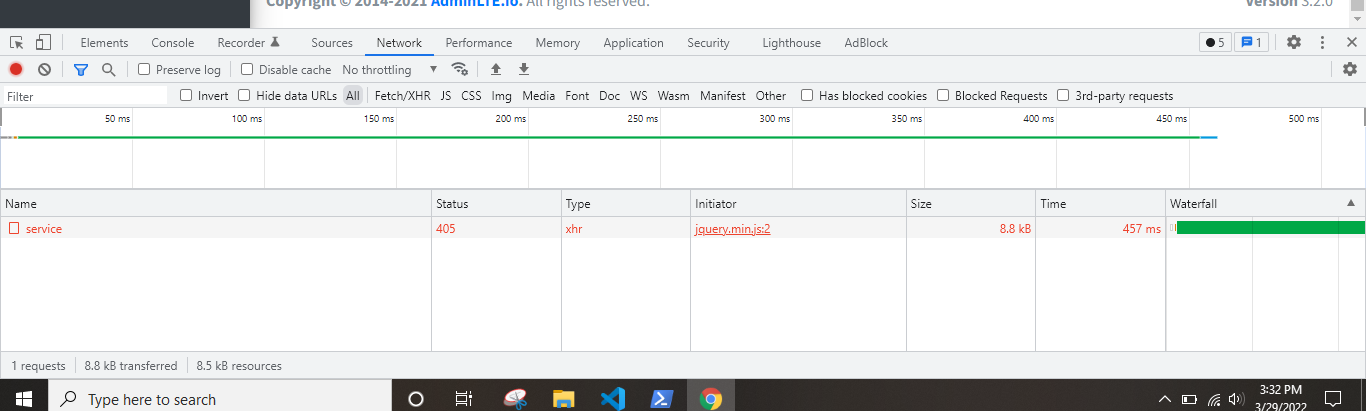 Copyright © 2014-2021 AdminLTE.io. All rights reserved.
Version 3.2.0
Elements Console Recorder Sources Network Performance Memory Application Security Lighthouse AdBlock 5 1
Preserve log Disable cache No throttling
Filter Invert Hide data URLs All Fetch/XHR JS CSS Img Media Font Doc WS Wasm Manifest Other Has blocked cookies Blocked Requests 3rd-party requests
50 ms 100 ms 150 ms 200 ms 250 ms 300 ms 350 ms 400 ms 450 ms 500 ms
Name Status Type Initiator Size Time Waterfall
service 405 xhr jquery.min.js:2 8.8 kB 457 ms
1 requests 8.8 kB transferred 8.5 kB resources
Type here to search
3:32 PM
3/29/2022